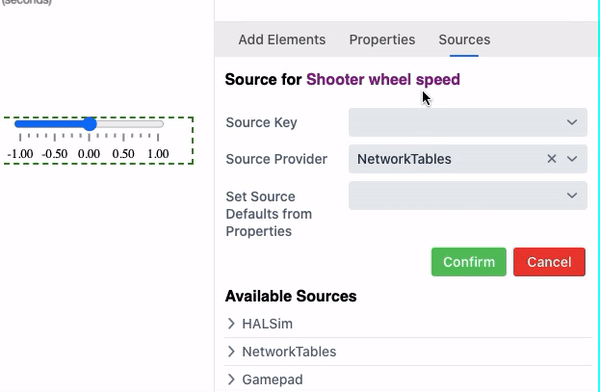 (seconds)
Add Elements Properties Sources
Source for Shooter wheel speed
Source Key
Source Provider NetworkTables
Set Source
Defaults from
Properties
-1.00 -0.50 0.00 0.50 1.00
Confirm Cancel
Available Sources
HALSim
NetworkTables
Gamepad